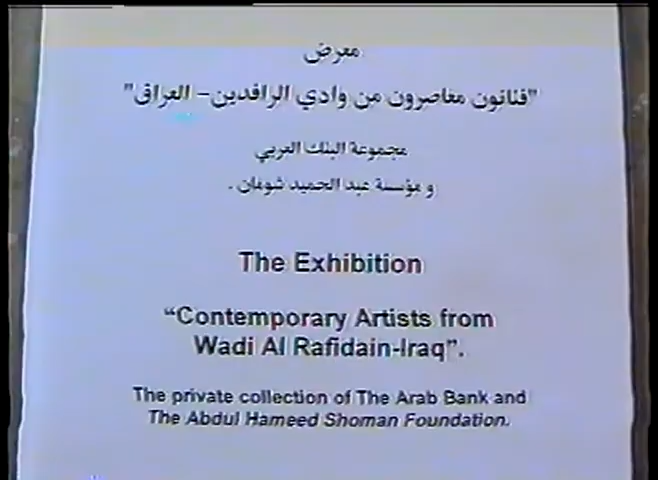 معرض
"فنانون معاصرون من وادي الرافدين- العراق"
مجموعة البنك العربي
و مؤسسة عبد الحميد شومان .
The Exhibition
“Contemporary Artists from
Wadi Al Rafidain-Iraq”.
The private collection of The Arab Bank and
The Abdul Hameed Shoman Foundation.